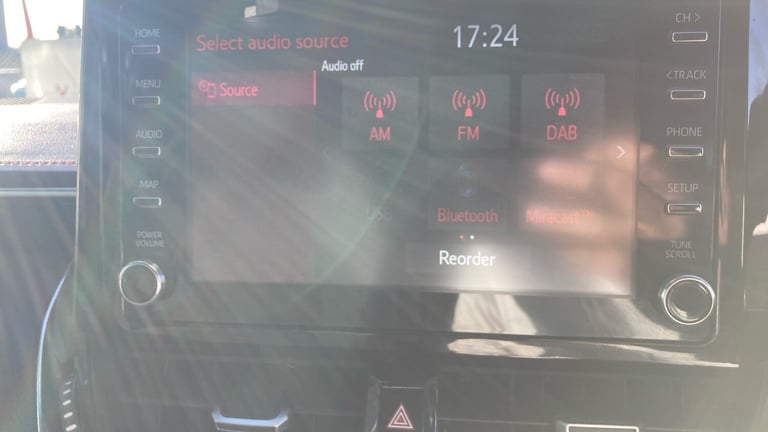 HOME
MENU
AUDIO
MAP
POWER
VOLUME
Select audio source
17:24
Audio off
Source
AM
FM
DAB
USB
Bluetooth
Miracast™
Reorder
CH >
< TRACK
PHONE
SETUP
TUNE
SCROLL